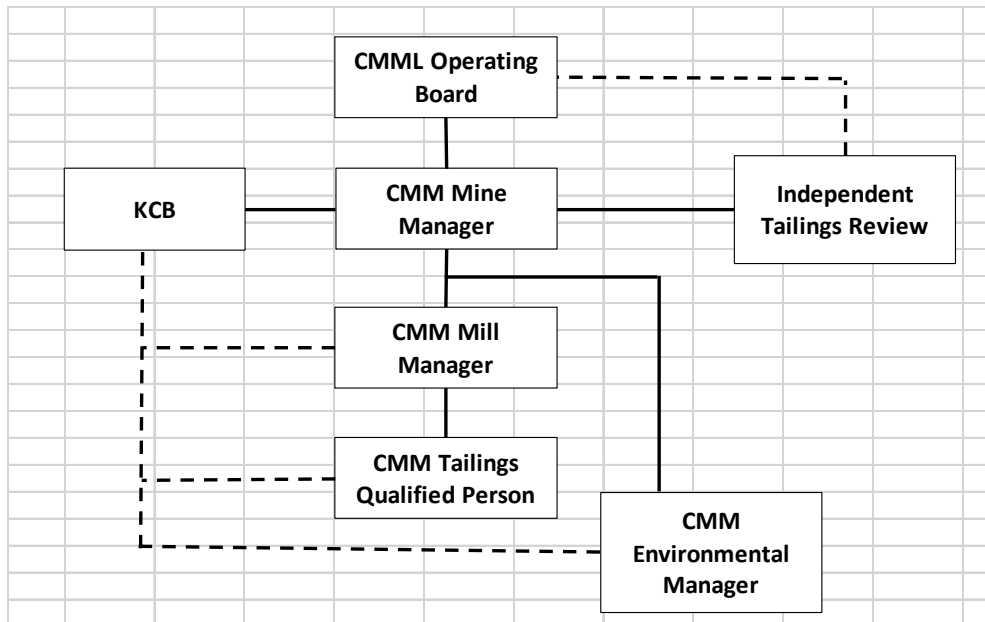 CMML Operating
Board
KCB
CMM Mine
Manager
Independent
Tailings Review
CMM Mill
Manager
CMM Tailings
Qualified Person
CMM
Environmental
Manager